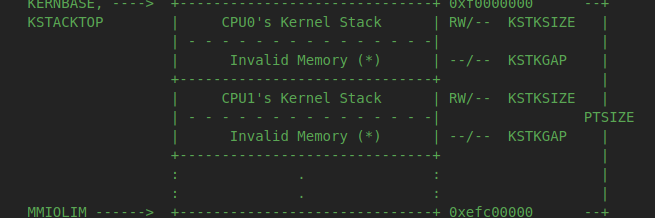 KERNBASE, ----> +------------------------------+ 0xf0000000 --+
KSTACKTOP | CPU0's Kernel Stack | RW/-- KSTKSIZE |
| - - - - - - - - - - - - - - -| |
| Invalid Memory (*) | --/-- KSTKGAP |
+------------------------------+ |
| CPU1's Kernel Stack | RW/-- KSTKSIZE |
| - - - - - - - - - - - - - - -| PTSIZE
| Invalid Memory (*) | --/-- KSTKGAP |
+------------------------------+ |
: . : |
: . : |
MMIOLIM ------> +------------------------------+ 0xefc00000 --+